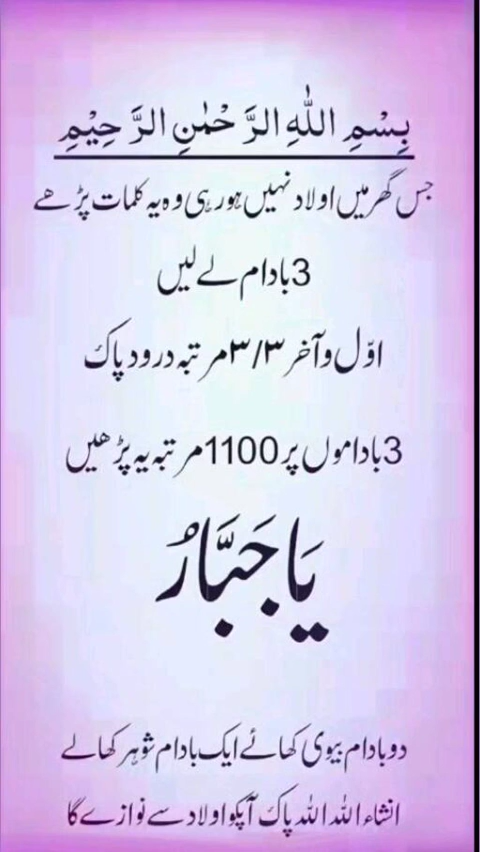 بِسْمِ اللّٰهِ الرَّحْمٰنِ الرَّحِيْمِ
جس گھر میں اولاد نہیں ہو رہی وہ یہ کلمات پڑھے
3 بادام لے لیں
اوّل و آخر ۳/۳ مرتبہ درود پاک
3 باداموں پر 1100 مرتبہ یہ پڑھیں
يَا جَبَّارُ
دو بادام بیوی کھائے ایک بادام شوہر کھالے
انشاء اللہ اللہ پاک آپکو اولاد سے نوازے گا